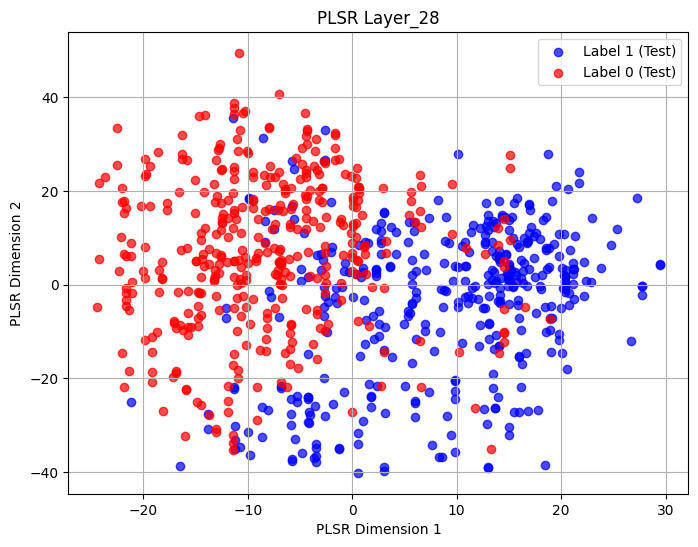 PLSR Layer_28
Label 1 (Test)
Label 0 (Test)
PLSR Dimension 2
40
20
0
−20
−40
−20
−10
0
10
20
30
PLSR Dimension 1